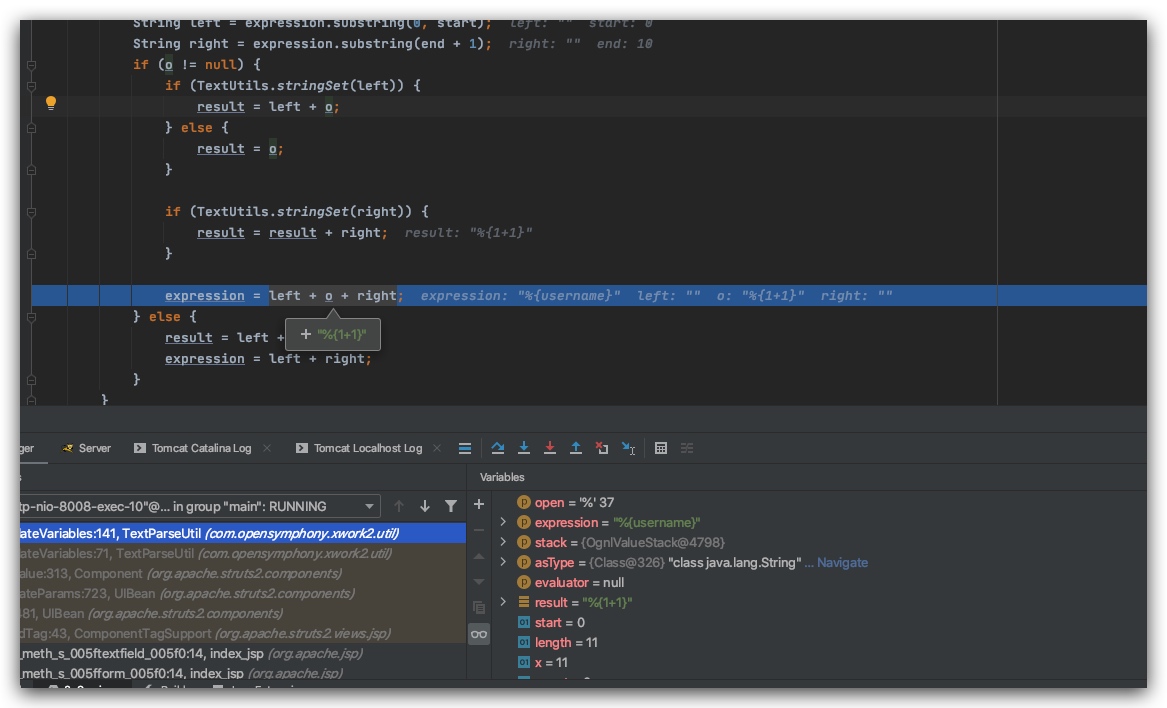 String left = expression.substring(0, start); left: "" start: 0
String right = expression.substring(end + 1); right: "" end: 10
if (o != null) {
if (TextUtils.stringSet(left)) {
result = left + o;
} else {
result = o;
}
if (TextUtils.stringSet(right)) {
result = result + right; result: "%{1+1}"
}
expression = left + o + right; expression: "%{username}" left: "" o: "%{1+1}" right: ""
} else {
result = left +
+ "%{1+1}"
expression = left + right;
}
}
ger Server Tomcat Catalina Log × Tomcat Localhost Log ×
s Variables
tp-nio-8008-exec-10"@... in group "main": RUNNING
ateVariables:141, TextParseUtil (com.opensymphony.xwork2.util)
ateVariables:71, TextParseUtil (com.opensymphony.xwork2.util)
alue:313, Component (org.apache.struts2.components)
ateParams:723, UIBean (org.apache.struts2.components)
481, UIBean (org.apache.struts2.components)
dTag:43, ComponentTagSupport (org.apache.struts2.views.jsp)
_meth_s_005ftextfield_005f0:14, index_jsp (org.apache.jsp)
_meth_s_005fform_005f0:14, index_jsp (org.apache.jsp)
open = '%' 37
expression = "%{username}"
stack = {OgnlValueStack@4798}
asType = {Class@326} "class java.lang.String" ... Navigate
evaluator = null
result = "%{1+1}"
start = 0
length = 11
x = 11